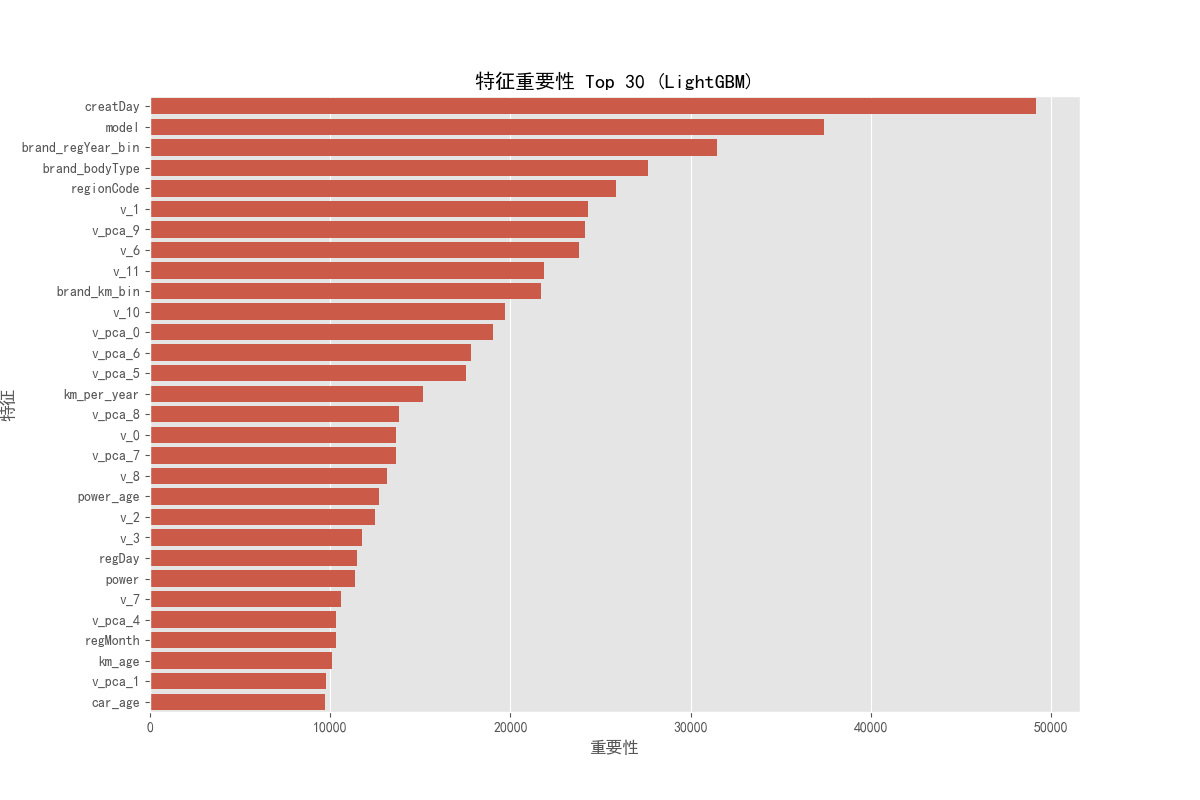 特征重要性 Top 30 (LightGBM)
creatDay
model
brand_regYear_bin
brand_bodyType
regionCode
v_1
v_pca_9
v_6
v_11
brand_km_bin
v_10
v_pca_0
v_pca_6
v_pca_5
km_per_year
v_pca_8
v_0
v_pca_7
v_8
power_age
v_2
v_3
regDay
power
v_7
v_pca_4
regMonth
km_age
v_pca_1
car_age
特征
0 10000 20000 30000 40000 50000
重要性